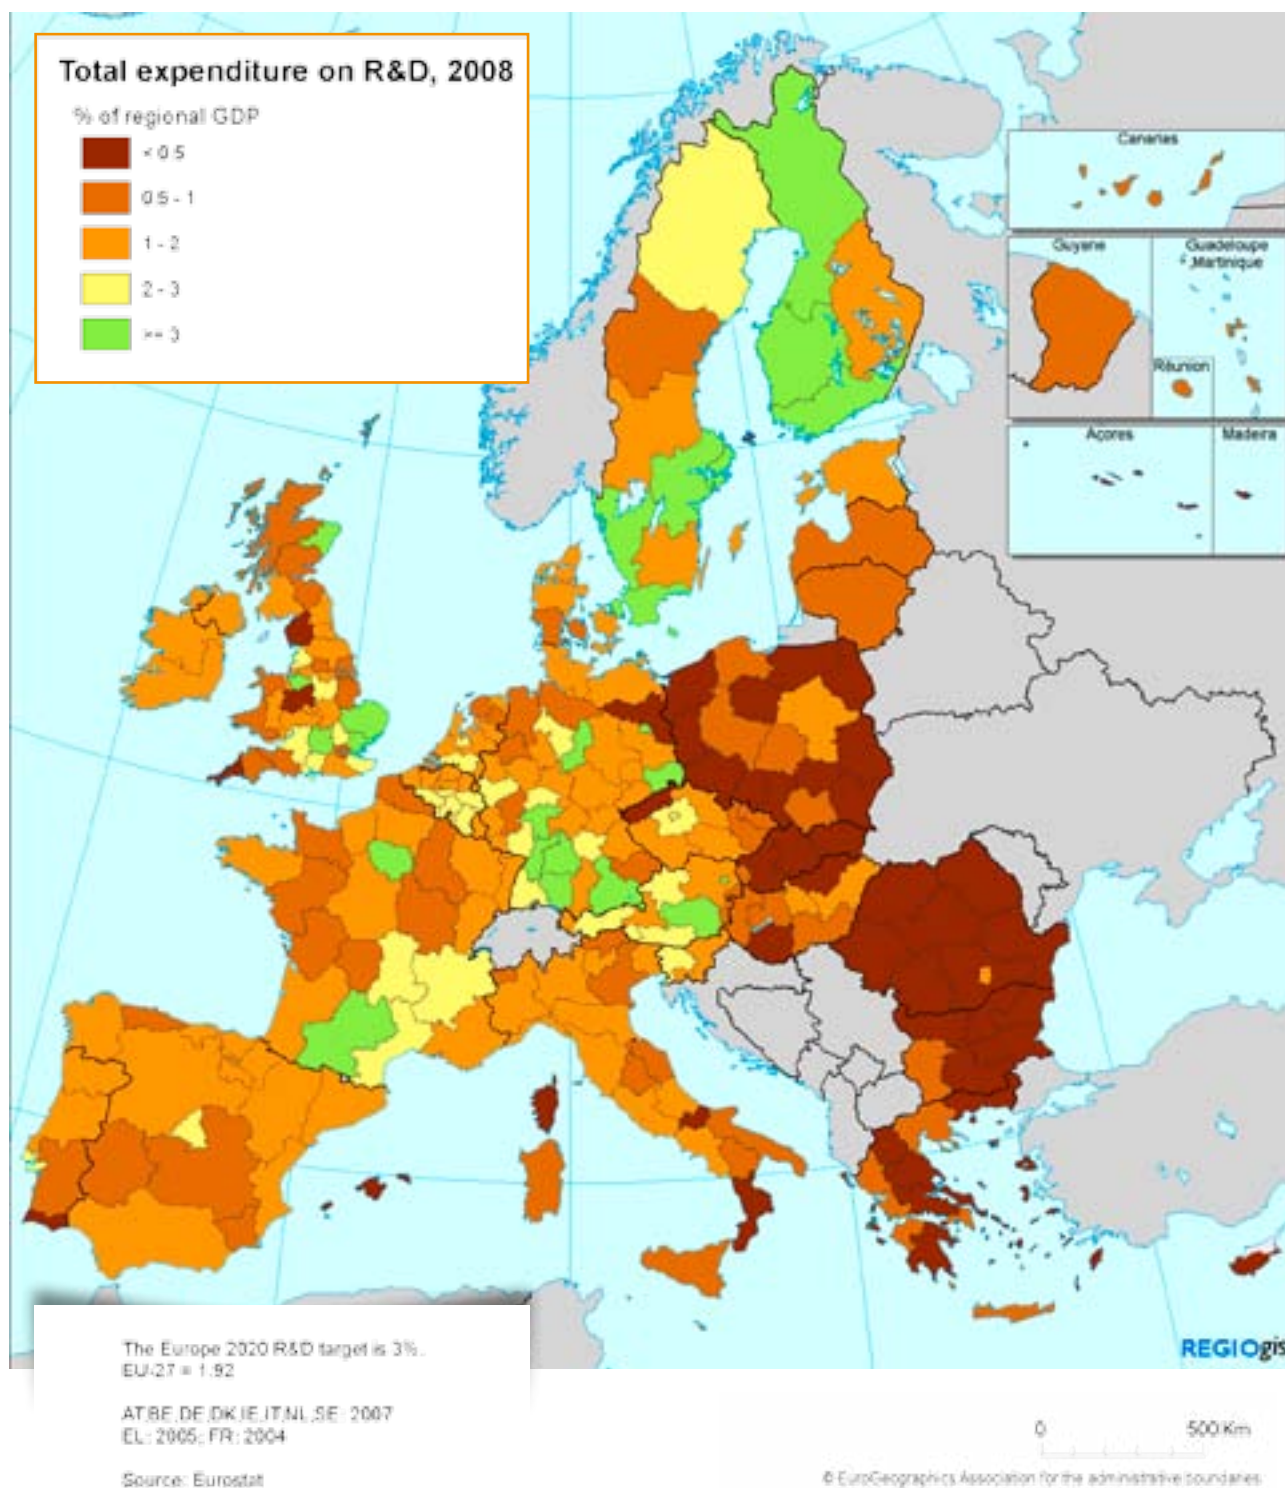 Total expenditure on R&D, 2008
% of regional GDP
< 0.5
0.5 - 1
1 - 2
2 - 3
>= 3
Canarias
Guyane
Guadeloupe
Martinique
Réunion
Açores
Madeira
REGIOgis
The Europe 2020 R&D target is 3%.
EU-27 = 1.92
AT,BE,DE,DK,IE,IT,NL,SE: 2007
EL: 2005; FR: 2004
Source: Eurostat
0 500 Km
© EuroGeographics Association for the administrative boundaries